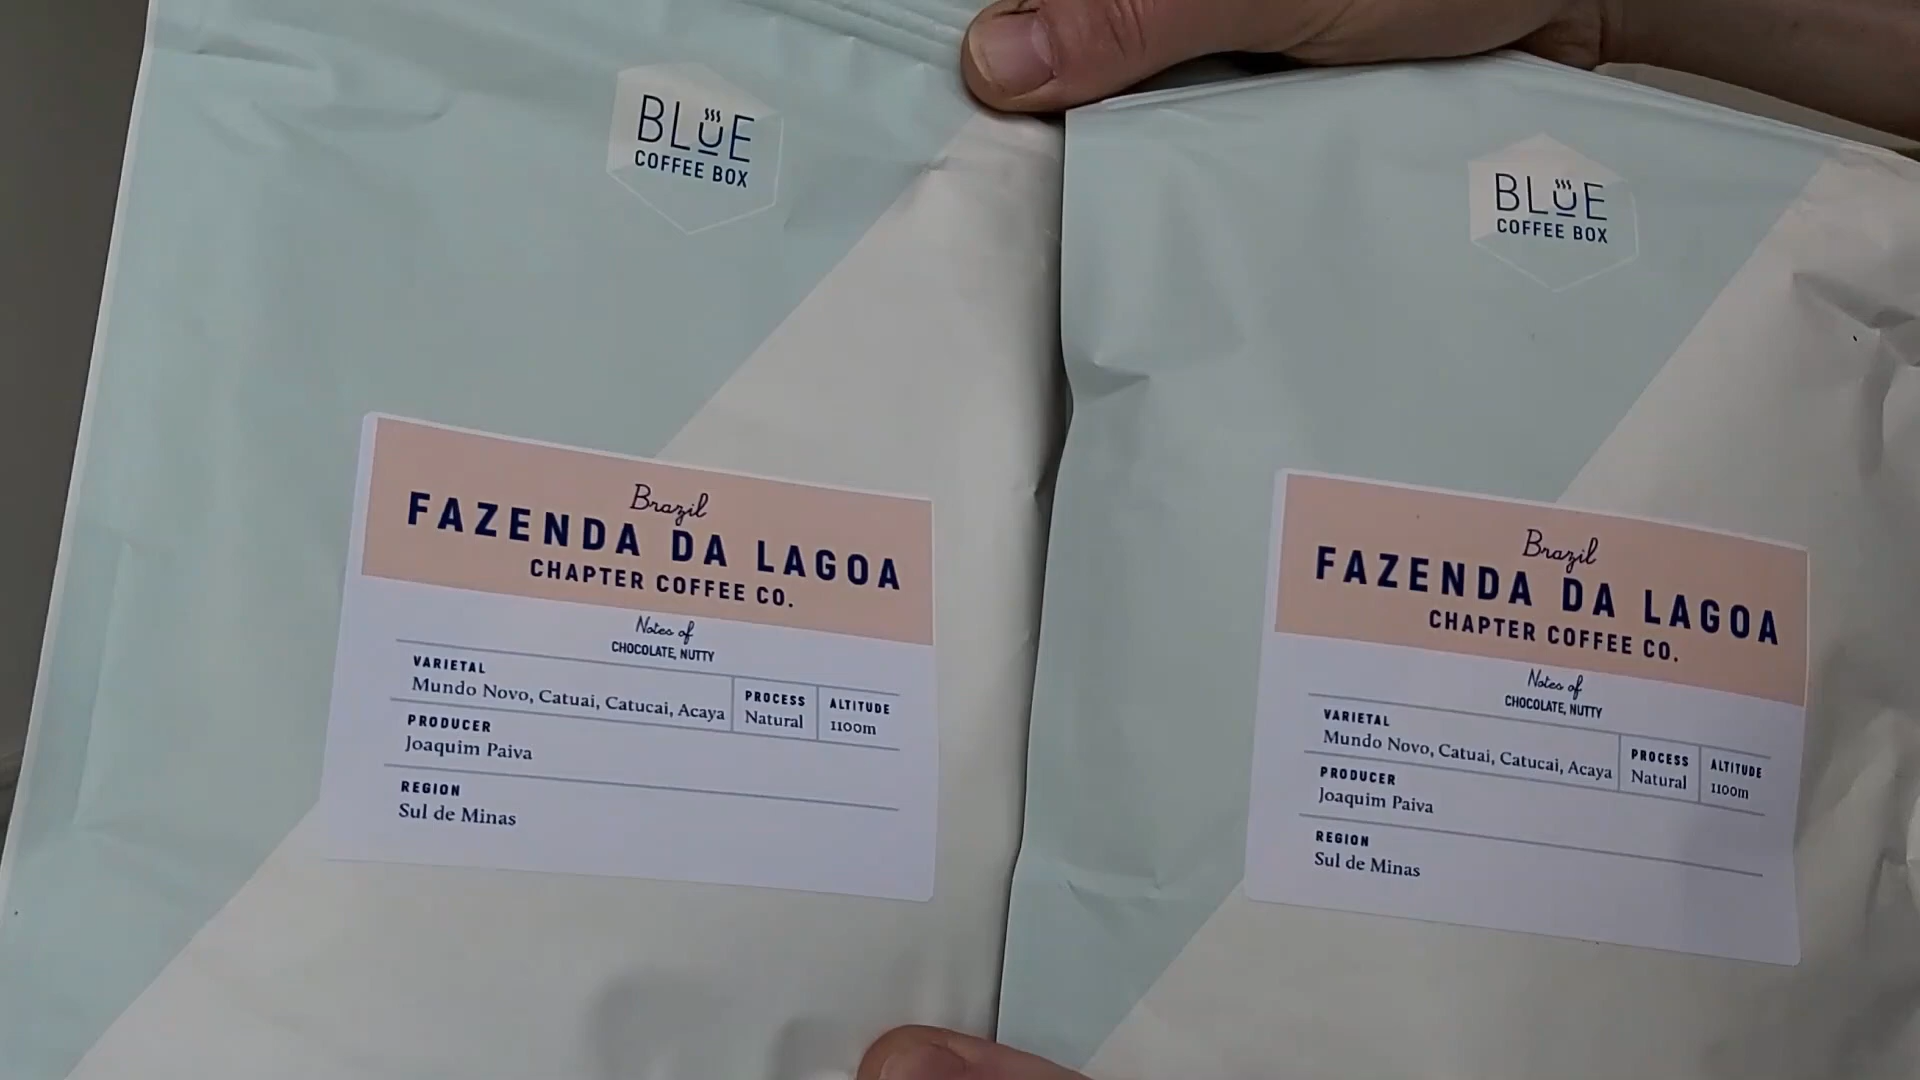 BLUE
COFFEE BOX
Brazil
FAZENDA DA LAGOA
CHAPTER COFFEE CO.
Notes of
CHOCOLATE, NUTTY
VARIETAL
Mundo Novo, Catuai, Catucai, Acaya
PROCESS
Natural
ALTITUDE
1100m
PRODUCER
Joaquim Paiva
REGION
Sul de Minas
BLUE
COFFEE BOX
Brazil
FAZENDA DA LAGOA
CHAPTER COFFEE CO.
Notes of
CHOCOLATE, NUTTY
VARIETAL
Mundo Novo, Catuai, Catucai, Acaya
PROCESS
Natural
ALTITUDE
1100m
PRODUCER
Joaquim Paiva
REGION
Sul de Minas